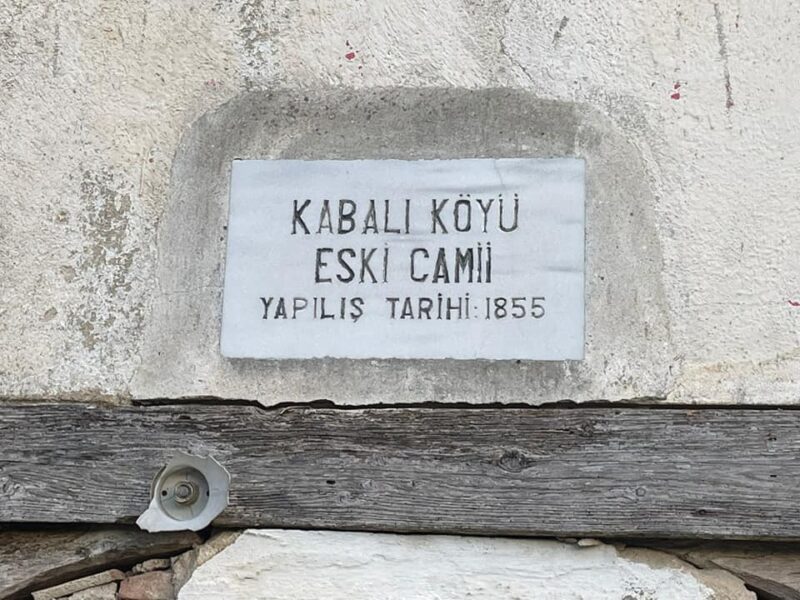 KABALI KÖYÜ
ESKİ CAMİİ
YAPILIŞ TARİHİ: 1855